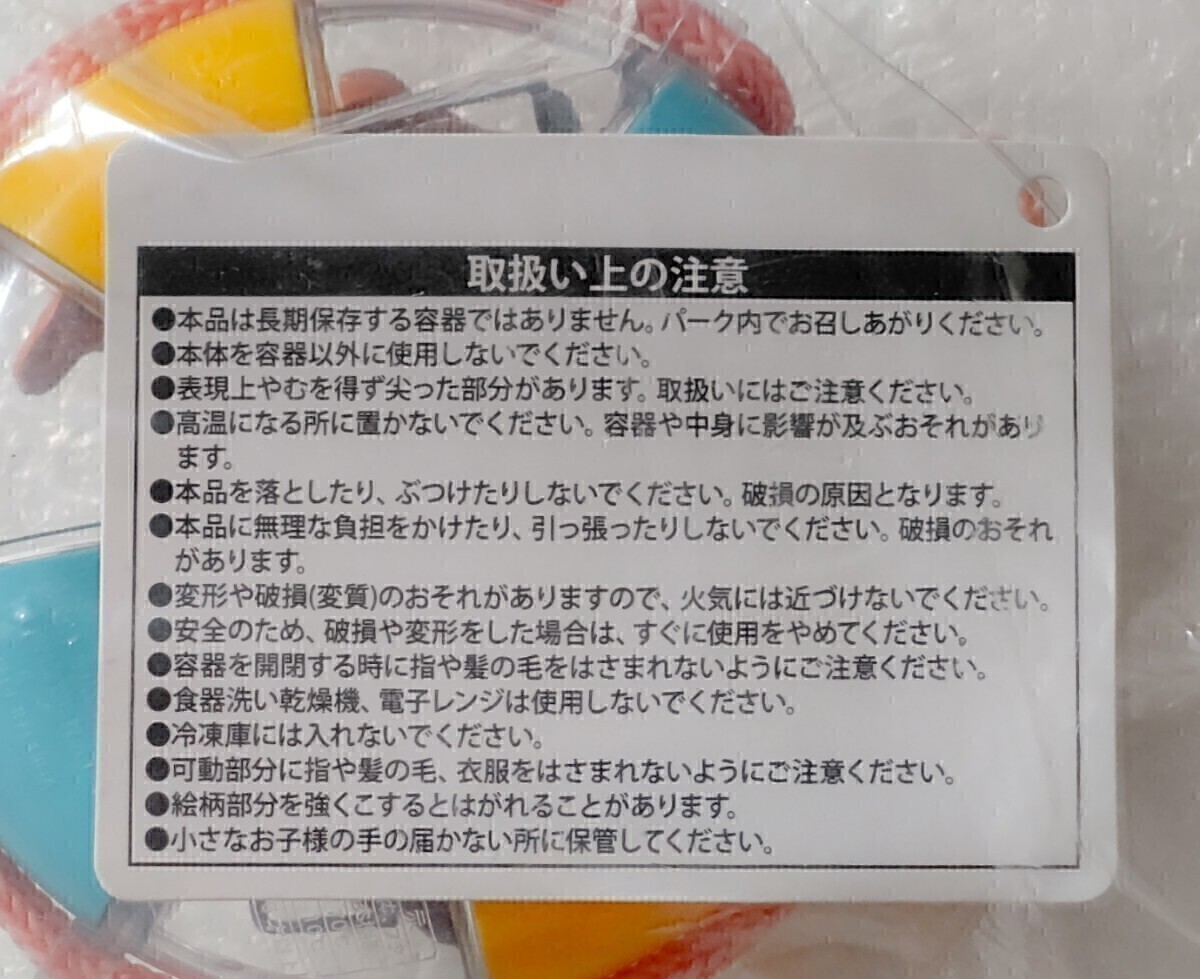 取扱い上の注意
●本品は長期保存する容器ではありません。パーク内でお召しあがりください。
●本体を容器以外に使用しないでください。
●表現上やむを得ず尖った部分があります。取扱いにはご注意ください。
●高温になる所に置かないでください。容器や中身に影響が及ぶおそれがあり
ます。
●本品を落としたり、ぶつけたりしないでください。破損の原因となります。
●本品に無理な負担をかけたり、引っ張ったりしないでください。破損のおそれ
があります。
●変形や破損(変質)のおそれがありますので、火気には近づけないでください。
●安全のため、破損や変形をした場合は、すぐに使用をやめてください。
●容器を開閉する時に指や髪の毛をはさまれないようにご注意ください。
●食器洗い乾燥機、電子レンジは使用しないでください。
●冷凍庫には入れないでください。
●可動部分に指や髪の毛、衣服をはさまれないようにご注意ください。
●絵柄部分を強くこするとはがれることがあります。
●小さなお子様の手の届かない所に保管してください。